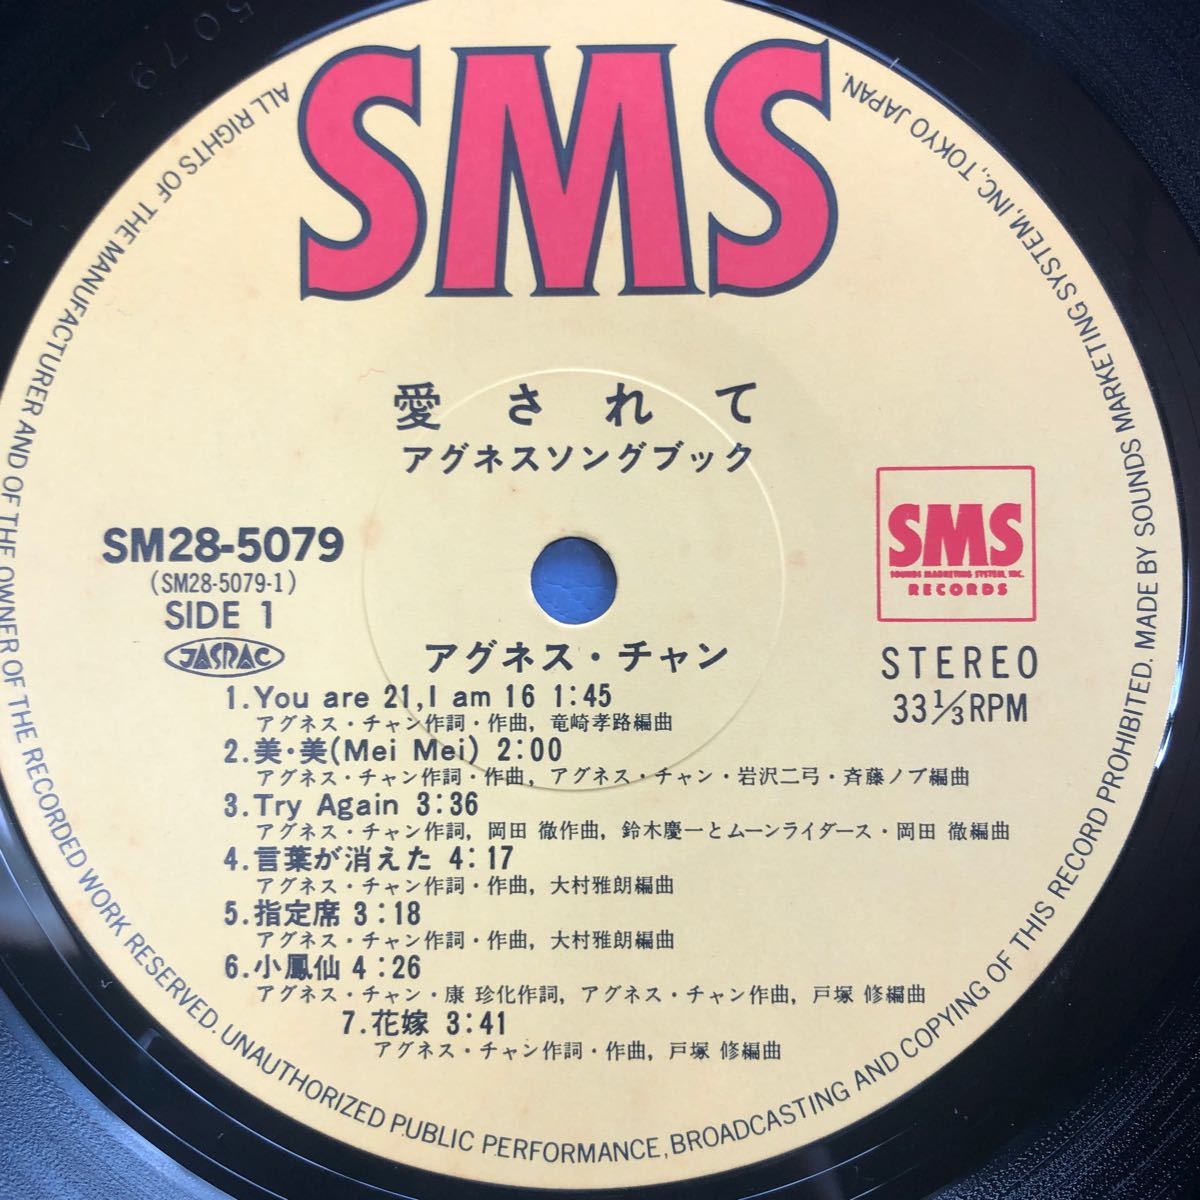 SMS
愛されて
アグネスソングブック
SM28-5079
(SM28-5079-1)
SIDE 1
JASRAC
SMS
SOUNDS MARKETING SYSTEM, INC.
RECORDS
STEREO
33⅓RPM
アグネス・チャン
1.You are 21,I am 16 1:45
アグネス・チャン作詞・作曲, 竜崎孝路編曲
2.美・美(Mei Mei) 2:00
アグネス・チャン作詞・作曲, アグネス・チャン・岩沢二弓・斉藤ノブ編曲
3.Try Again 3:36
アグネス・チャン作詞, 岡田 徹作曲, 鈴木慶一とムーンライダース・岡田 徹編曲
4.言葉が消えた 4:17
アグネス・チャン作詞・作曲, 大村雅朗編曲
5.指定席 3:18
アグネス・チャン作詞・作曲, 大村雅朗編曲
6.小鳳仙 4:26
アグネス・チャン・康 珍化作詞, アグネス・チャン作曲, 戸塚 修編曲
7.花嫁 3:41
アグネス・チャン作詞・作曲, 戸塚 修編曲
ALL RIGHTS OF THE MANUFACTURER AND OF THE OWNER OF THE RECORDED WORK RESERVED. UNAUTHORIZED PUBLIC PERFORMANCE, BROADCASTING AND COPYING OF THIS RECORD PROHIBITED. MADE BY SOUNDS MARKETING SYSTEM, INC., TOKYO JAPAN.
5079-A